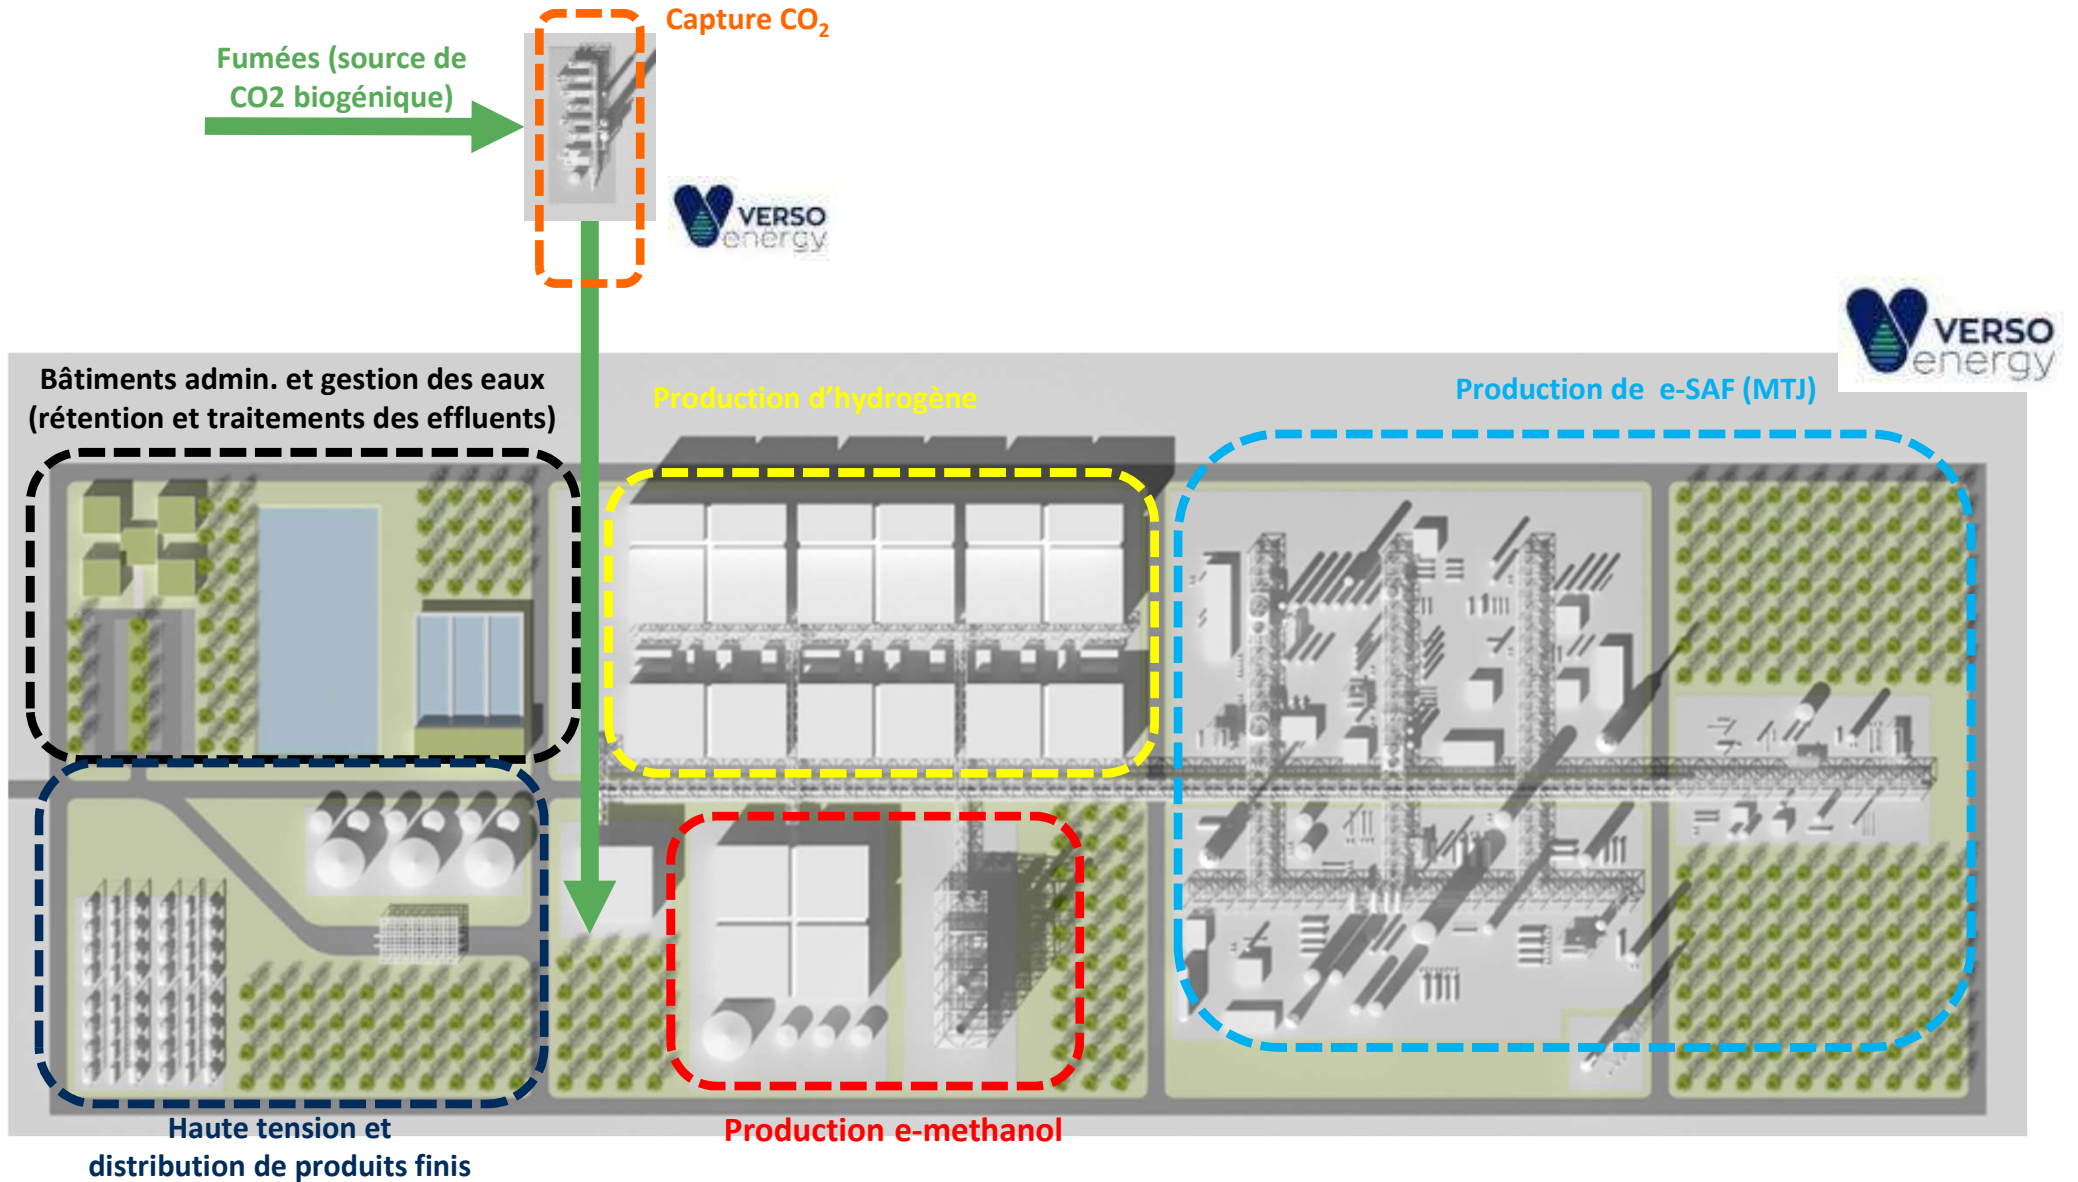 Capture CO₂
Fumées (source de
CO2 biogénique)
VERSO
energy
VERSO
energy
Bâtiments admin. et gestion des eaux
(rétention et traitements des effluents)
Production d'hydrogène
Production de e-SAF (MTJ)
Haute tension et
distribution de produits finis
Production e-methanol